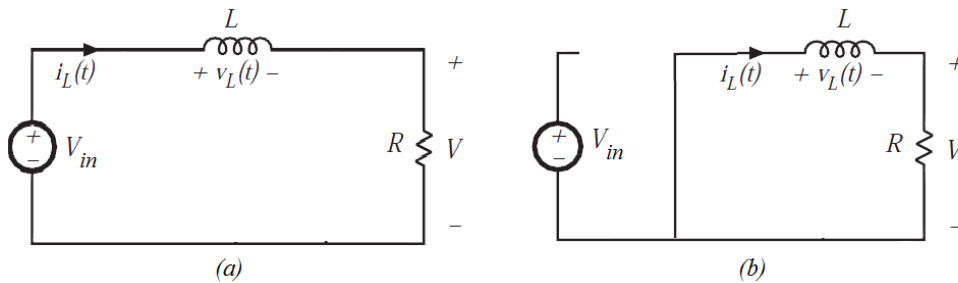 L
i_L(t)
+ v_L(t) –
+
+
–
V_in
R
V
–
(a)
L
i_L(t)
+ v_L(t) –
+
+
–
V_in
R
V
–
(b)